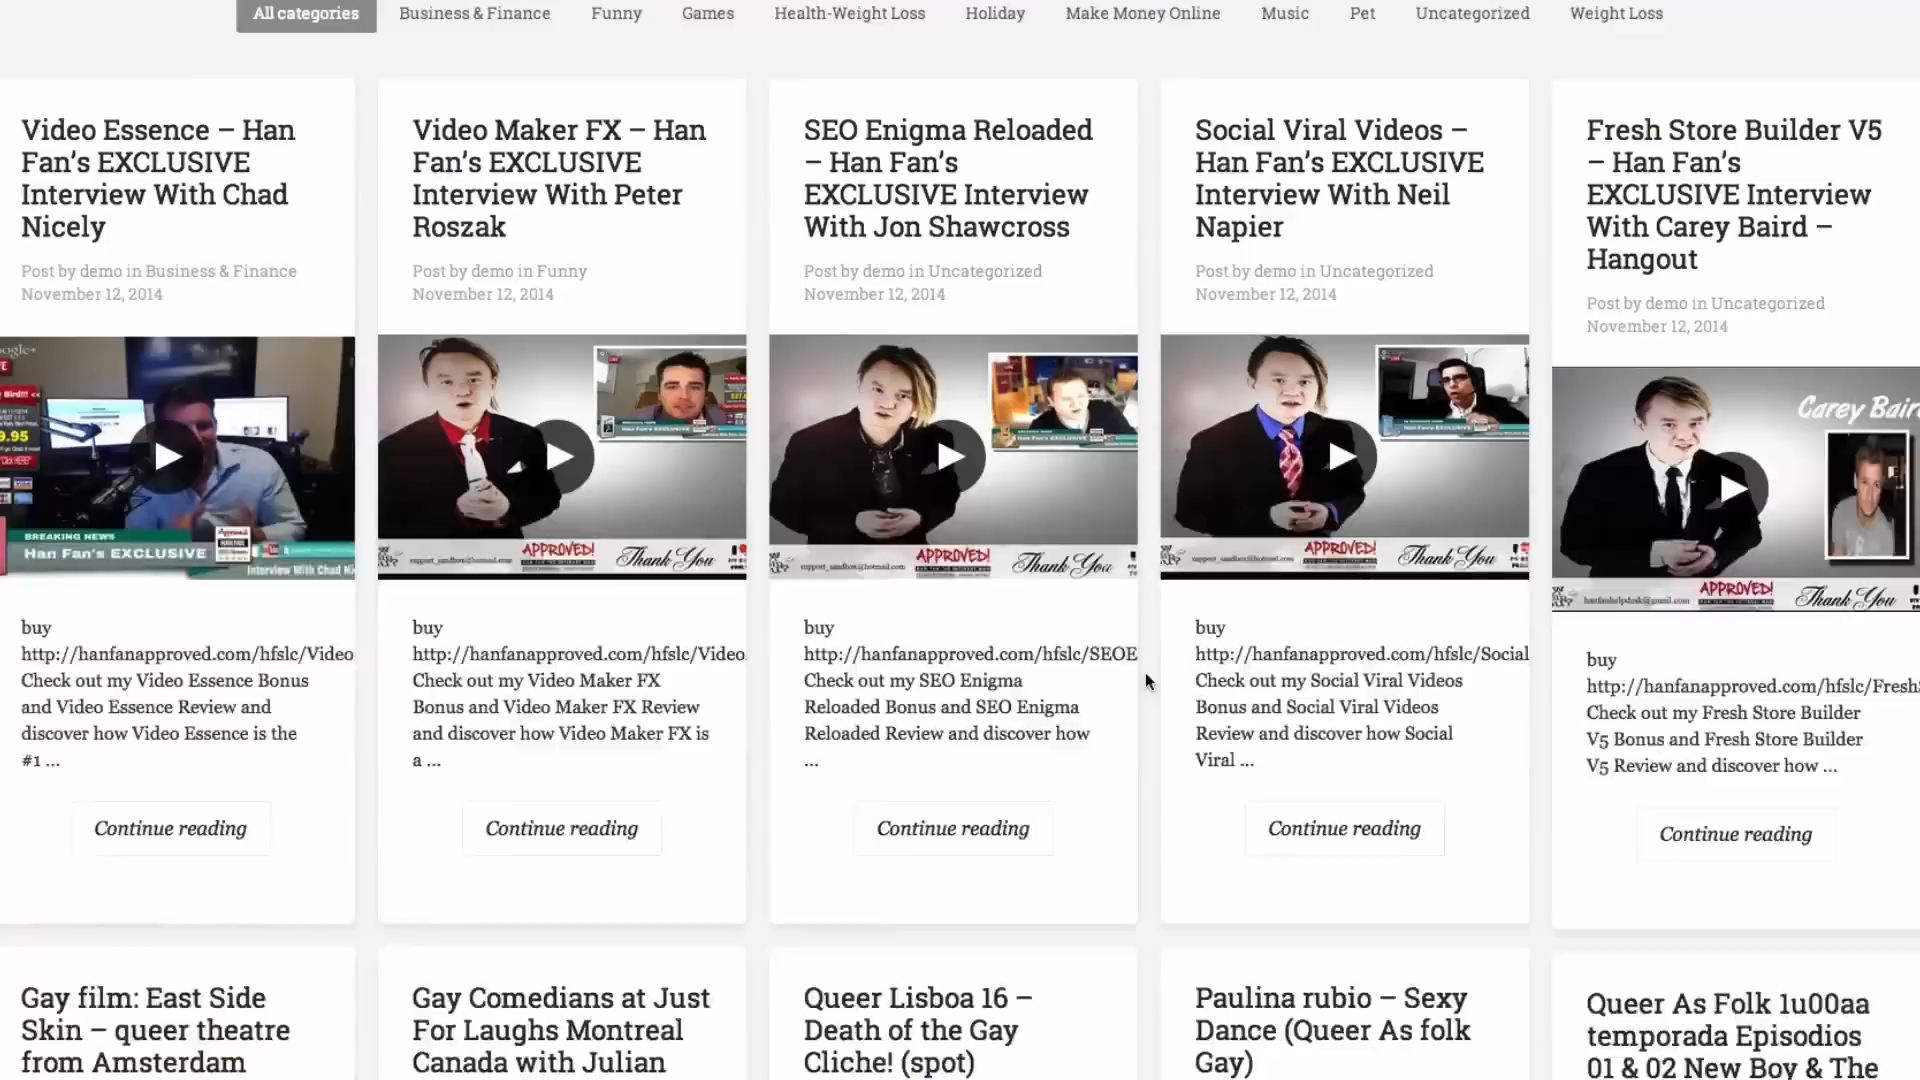 All categories Business & Finance Funny Games Health-Weight Loss Holiday Make Money Online Music Pet Uncategorized Weight Loss
Video Essence – Han
Fan's EXCLUSIVE
Interview With Chad
Nicely
Post by demo in Business & Finance
November 12, 2014
BREAKING NEWS
Han Fan's EXCLUSIVE
buy
http://hanfanapproved.com/hfslc/Video
Check out my Video Essence Bonus
and Video Essence Review and
discover how Video Essence is the
#1 ...
Continue reading
Video Maker FX – Han
Fan's EXCLUSIVE
Interview With Peter
Roszak
Post by demo in Funny
November 12, 2014
APPROVED!
Thank You
buy
http://hanfanapproved.com/hfslc/Video
Check out my Video Maker FX
Bonus and Video Maker FX Review
and discover how Video Maker FX is
a ...
Continue reading
SEO Enigma Reloaded
– Han Fan's
EXCLUSIVE Interview
With Jon Shawcross
Post by demo in Uncategorized
November 12, 2014
support_sandbox@hotmail.com
APPROVED!
Thank You
buy
http://hanfanapproved.com/hfslc/SEOE
Check out my SEO Enigma
Reloaded Bonus and SEO Enigma
Reloaded Review and discover how
...
Continue reading
Social Viral Videos –
Han Fan's EXCLUSIVE
Interview With Neil
Napier
Post by demo in Uncategorized
November 12, 2014
APPROVED!
Thank You
buy
http://hanfanapproved.com/hfslc/Social
Check out my Social Viral Videos
Bonus and Social Viral Videos
Review and discover how Social
Viral ...
Continue reading
Fresh Store Builder V5
– Han Fan's
EXCLUSIVE Interview
With Carey Baird –
Hangout
Post by demo in Uncategorized
November 12, 2014
Carey Bair
hanfanhelpdesk@gmail.com
APPROVED!
Thank You
buy
http://hanfanapproved.com/hfslc/Fresh
Check out my Fresh Store Builder
V5 Bonus and Fresh Store Builder
V5 Review and discover how ...
Continue reading
Gay film: East Side
Skin – queer theatre
from Amsterdam
Gay Comedians at Just
For Laughs Montreal
Canada with Julian
Queer Lisboa 16 –
Death of the Gay
Cliche! (spot)
Paulina rubio – Sexy
Dance (Queer As folk
Gay)
Queer As Folk 1u00aa
temporada Episodios
01 & 02 New Boy & The